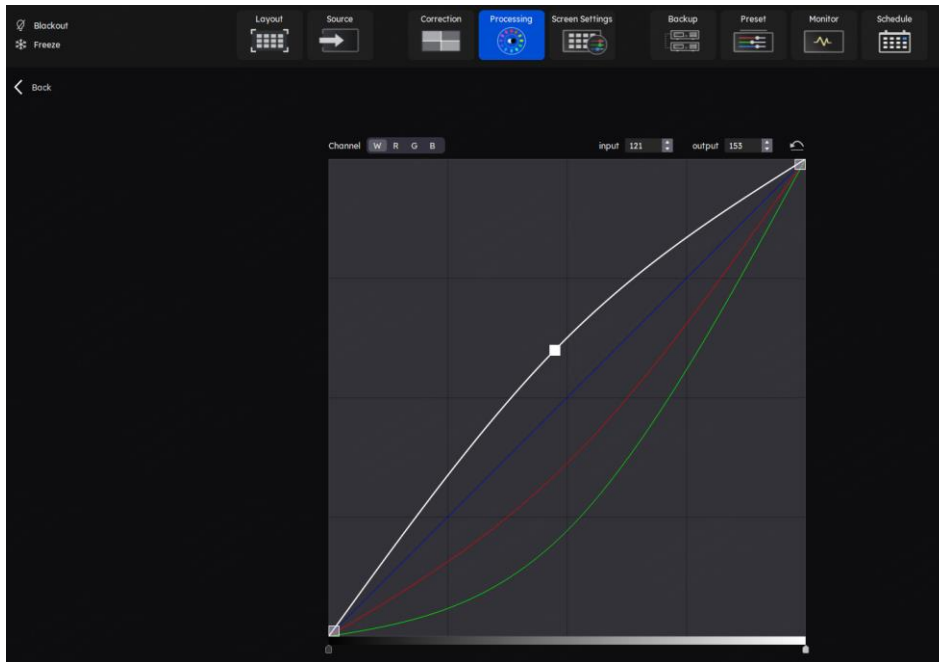 Blackout
Freeze
Layout
Source
Correction
Processing
Screen Settings
Backup
Preset
Monitor
Schedule
Back
Channel W R G B
input 121
output 153